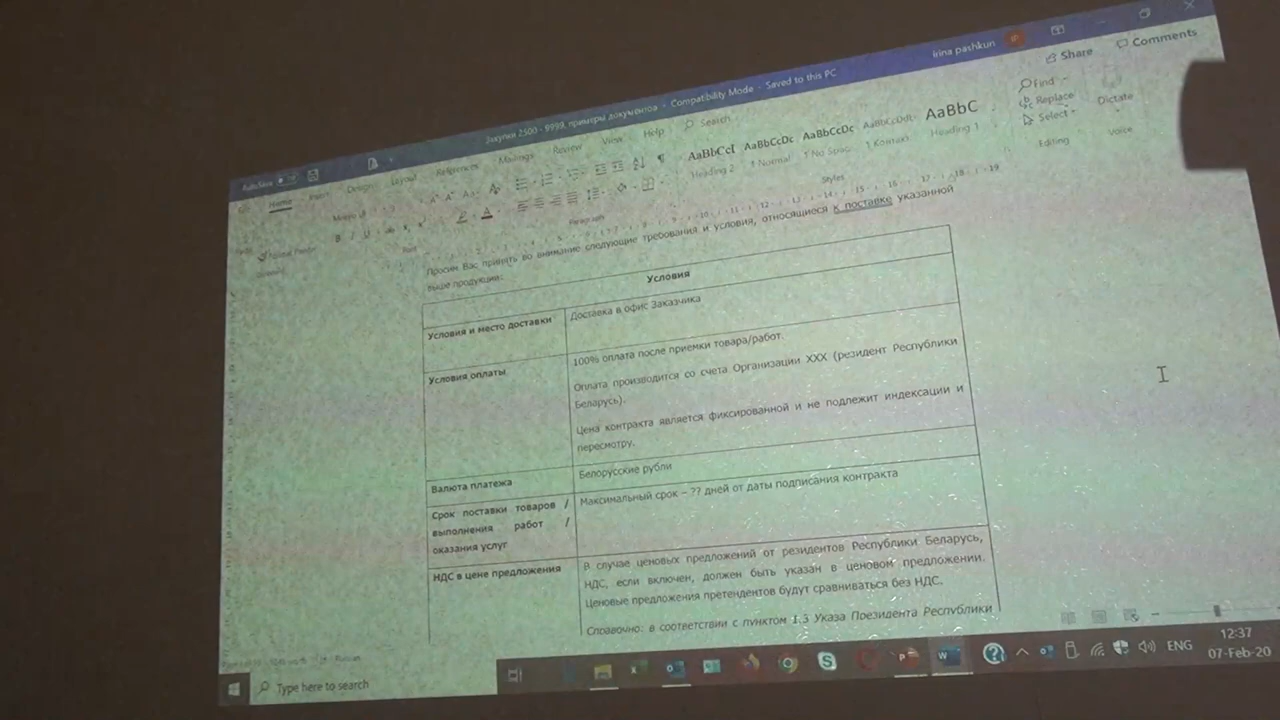 Закупки 2500 - 9999. примеры документов - Compatibility Mode - Saved to this PC
irina pashkun
AutoSave
Home Insert Design Layout References Mailings Review View Help Search
Share Comments
AaBbCcI AaBbCcDc AaBbCcDc AaBbCcDdE AaBbC
Heading 2 ¶ Normal ¶ No Spac... ¶ Контакт Heading 1
Find
Replace
Select
Dictate
Paragraph Styles Editing Voice
Просим Вас принять во внимание следующие требования и условия, относящиеся к поставке указанной
выше продукции:
Условия
Условия и место доставки
Доставка в офис Заказчика
Условия оплаты
100% оплата после приемки товара/работ.
Оплата производится со счета Организации XXX (резидент Республики
Беларусь).
Цена контракта является фиксированной и не подлежит индексации и
пересмотру.
Валюта платежа
Белорусские рубли
Срок поставки товаров /
выполнения работ /
оказания услуг
Максимальный срок – ?? дней от даты подписания контракта
НДС в цене предложения
В случае ценовых предложений от резидентов Республики Беларусь,
НДС, если включен, должен быть указан в ценовом предложении.
Ценовые предложения претендентов будут сравниваться без НДС.
Справочно: в соответствии с пунктом 1.3 Указа Президента Республики
Type here to search
ENG
12:37
07-Feb-20